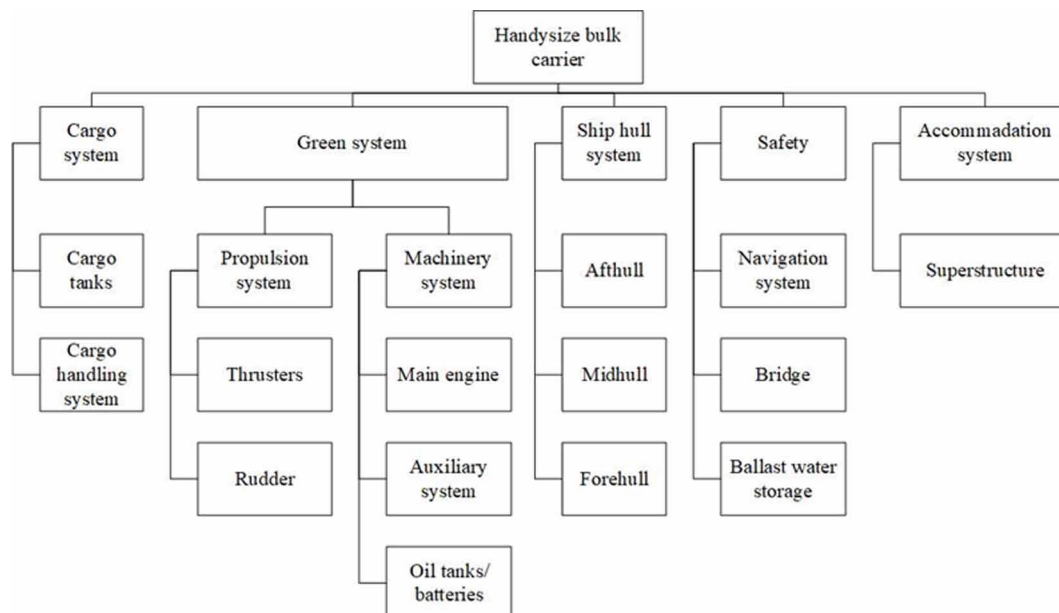 Handysize bulk
carrier
Cargo
system
Green system
Ship hull
system
Safety
Accommadation
system
Cargo
tanks
Propulsion
system
Machinery
system
Afthull
Navigation
system
Superstructure
Cargo
handling
system
Thrusters
Main engine
Midhull
Bridge
Rudder
Auxiliary
system
Forehull
Ballast water
storage
Oil tanks/
batteries